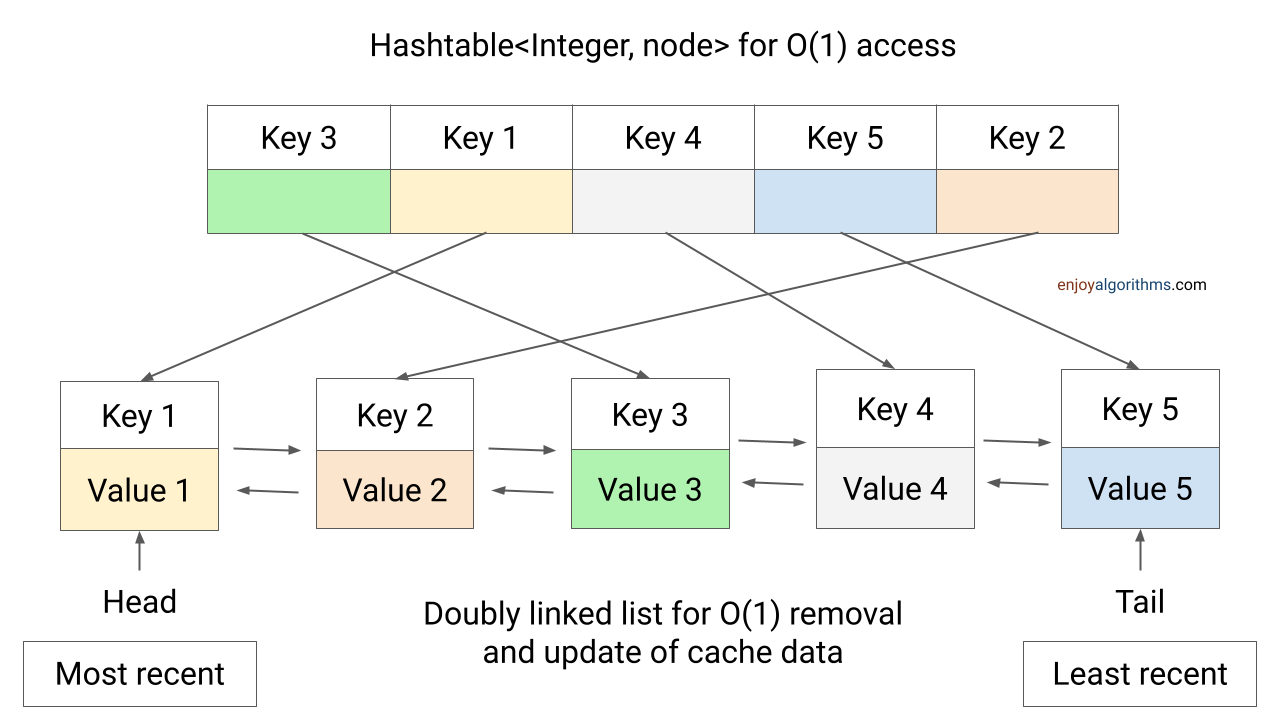 Hashtable<Integer, node> for O(1) access
Key 3
Key 1
Key 4
Key 5
Key 2
enjoyalgorithms.com
Key 1
Key 2
Key 3
Key 4
Key 5
Value 1
Value 2
Value 3
Value 4
Value 5
Head
Doubly linked list for O(1) removal
and update of cache data
Tail
Most recent
Least recent